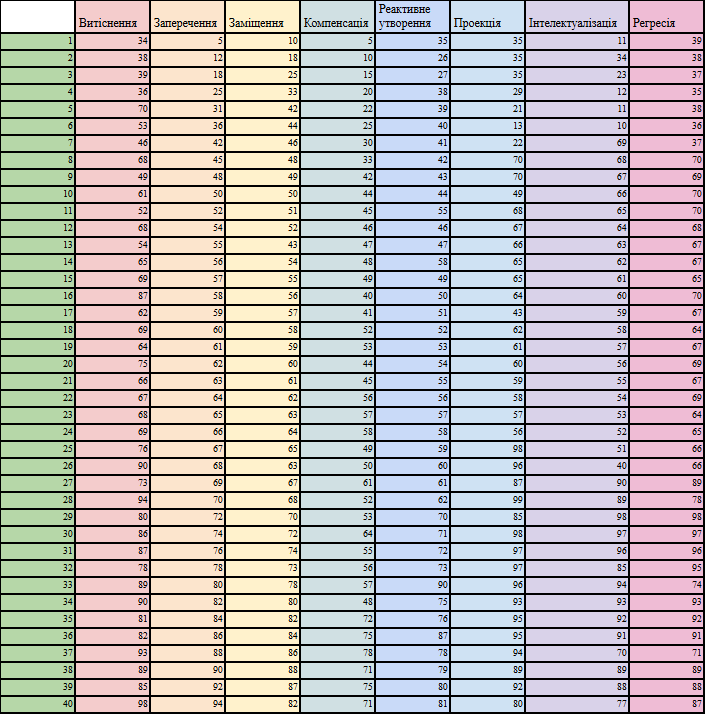 Витіснення Заперечення Заміщення Компенсація Реактивне утворення Проекція Інтелектуалізація Регресія
1 34 5 10 5 35 35 11 39
2 38 12 18 10 26 35 34 38
3 39 18 25 15 27 35 23 37
4 36 25 33 20 38 29 12 35
5 70 31 42 22 39 21 11 38
6 53 36 44 25 40 13 10 36
7 46 42 46 30 41 22 69 37
8 68 45 48 33 42 70 68 70
9 49 48 49 42 43 70 67 69
10 61 50 50 44 44 49 66 70
11 52 52 51 45 55 68 65 70
12 68 54 52 46 46 67 64 68
13 54 55 43 47 47 66 63 67
14 65 56 54 48 58 65 62 67
15 69 57 55 49 49 65 61 65
16 87 58 56 40 50 64 60 70
17 62 59 57 41 51 43 59 67
18 69 60 58 52 52 62 58 64
19 64 61 59 53 53 61 57 67
20 75 62 60 44 54 60 56 69
21 66 63 61 45 55 59 55 67
22 67 64 62 56 56 58 54 69
23 68 65 63 57 57 57 53 64
24 69 66 64 58 58 56 52 65
25 76 67 65 49 59 98 51 66
26 90 68 63 50 60 96 40 66
27 73 69 67 61 61 87 90 89
28 94 70 68 52 62 99 89 78
29 80 72 70 53 70 85 98 98
30 86 74 72 64 71 98 97 97
31 87 76 74 55 72 97 96 96
32 78 78 73 56 73 97 85 95
33 89 80 78 57 90 96 94 74
34 90 82 80 48 75 93 93 93
35 81 84 82 72 76 95 92 92
36 82 86 84 75 87 95 91 91
37 93 88 86 78 78 94 70 71
38 89 90 88 71 79 89 89 89
39 85 92 87 75 80 92 88 88
40 98 94 82 71 81 80 77 87